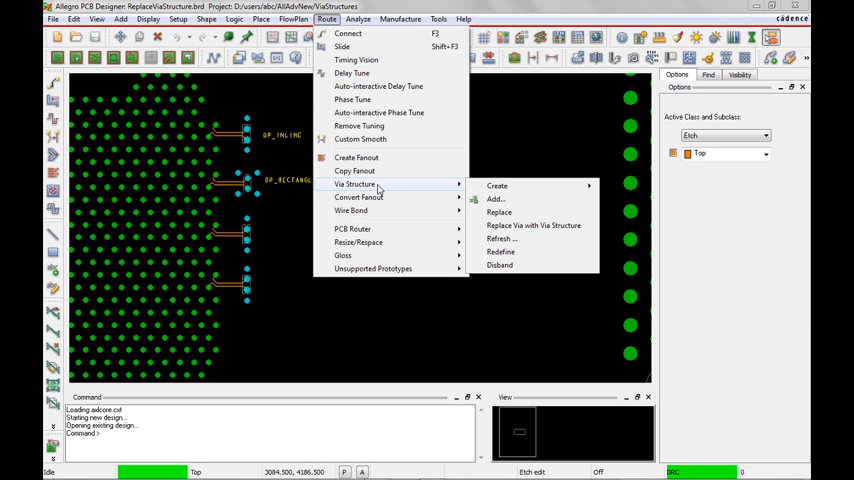 Allegro PCB Designer: ReplaceViaStructure.brd Project: D:/users/abc/AllAdvNew/ViaStructures
File Edit View Add Display Setup Shape Logic Place FlowPlan Route Analyze Manufacture Tools Help
cadence
Connect F3
Slide Shift+F3
Timing Vision
Delay Tune
Auto-interactive Delay Tune
Phase Tune
Auto-interactive Phase Tune
Remove Tuning
Custom Smooth
Create Fanout
Copy Fanout
Via Structure
Convert Fanout
Wire Bond
PCB Router
Resize/Respace
Gloss
Unsupported Prototypes
Create
Add...
Replace
Replace Via with Via Structure
Refresh ...
Redefine
Disband
DP_INLINE
DP_RECTANGL
Options Find Visibility
Options
Active Class and Subclass:
Etch
Top
Command
Loading axlcore.cxt
Starting new design...
Opening existing design...
Command >
View
Idle Top 3084.500, 4186.500 P A Etch edit Off DRC 0